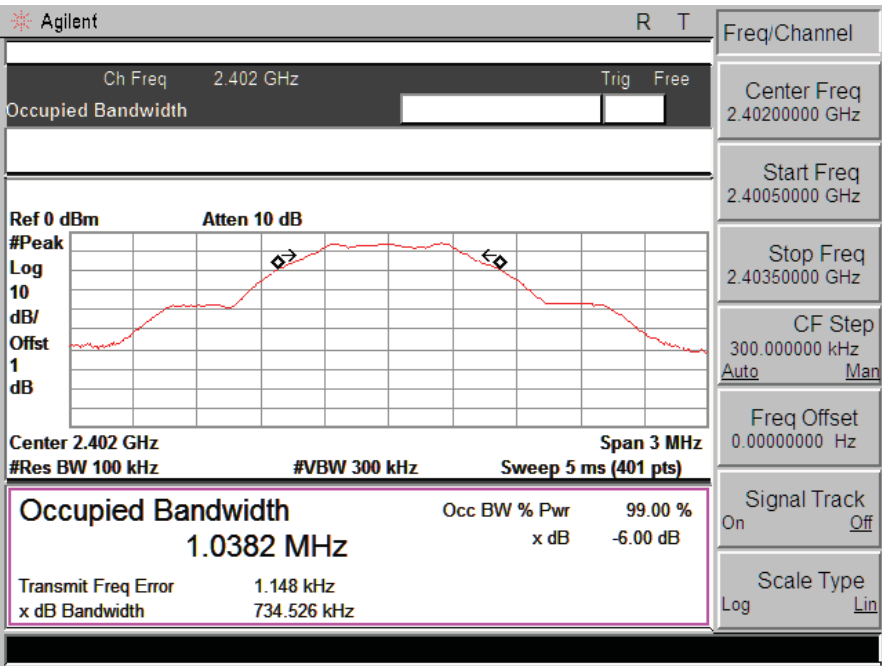 Agilent R T
Ch Freq 2.402 GHz Trig Free
Occupied Bandwidth
Ref 0 dBm Atten 10 dB
#Peak
Log
10
dB/
Offst
1
dB
Center 2.402 GHz Span 3 MHz
#Res BW 100 kHz #VBW 300 kHz Sweep 5 ms (401 pts)
Occupied Bandwidth
1.0382 MHz
Occ BW % Pwr 99.00 %
x dB -6.00 dB
Transmit Freq Error 1.148 kHz
x dB Bandwidth 734.526 kHz
Freq/Channel
Center Freq
2.40200000 GHz
Start Freq
2.40050000 GHz
Stop Freq
2.40350000 GHz
CF Step
300.000000 kHz
Auto Man
Freq Offset
0.00000000 Hz
Signal Track
On Off
Scale Type
Log Lin